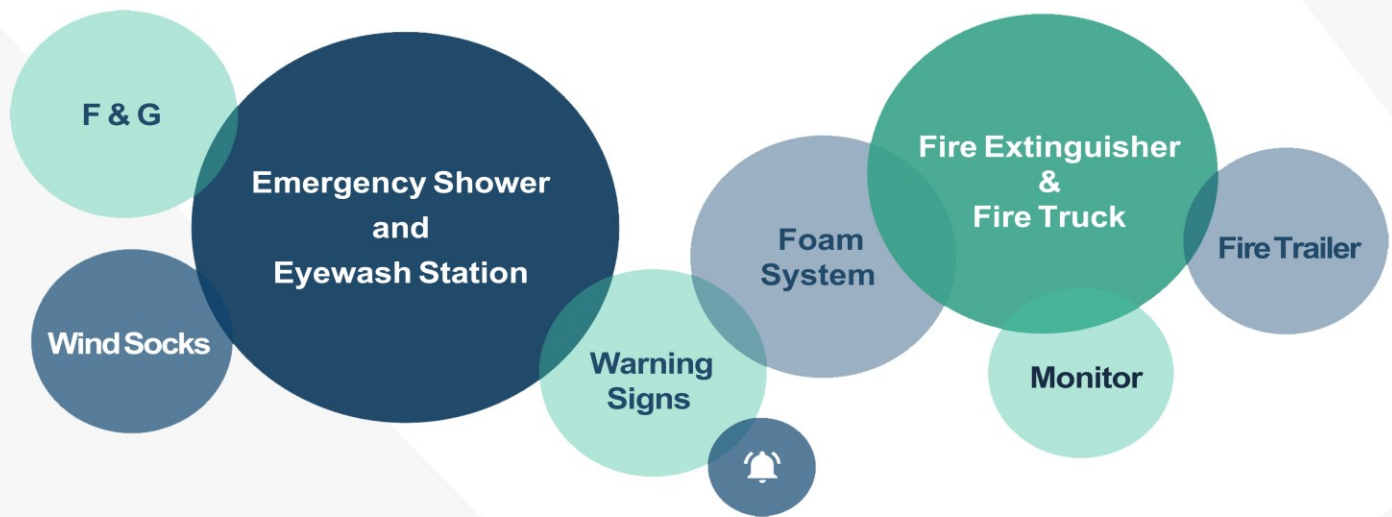 F & G
Emergency Shower
and
Eyewash Station
Wind Socks
Warning
Signs
Foam
System
Fire Extinguisher
&
Fire Truck
Fire Trailer
Monitor